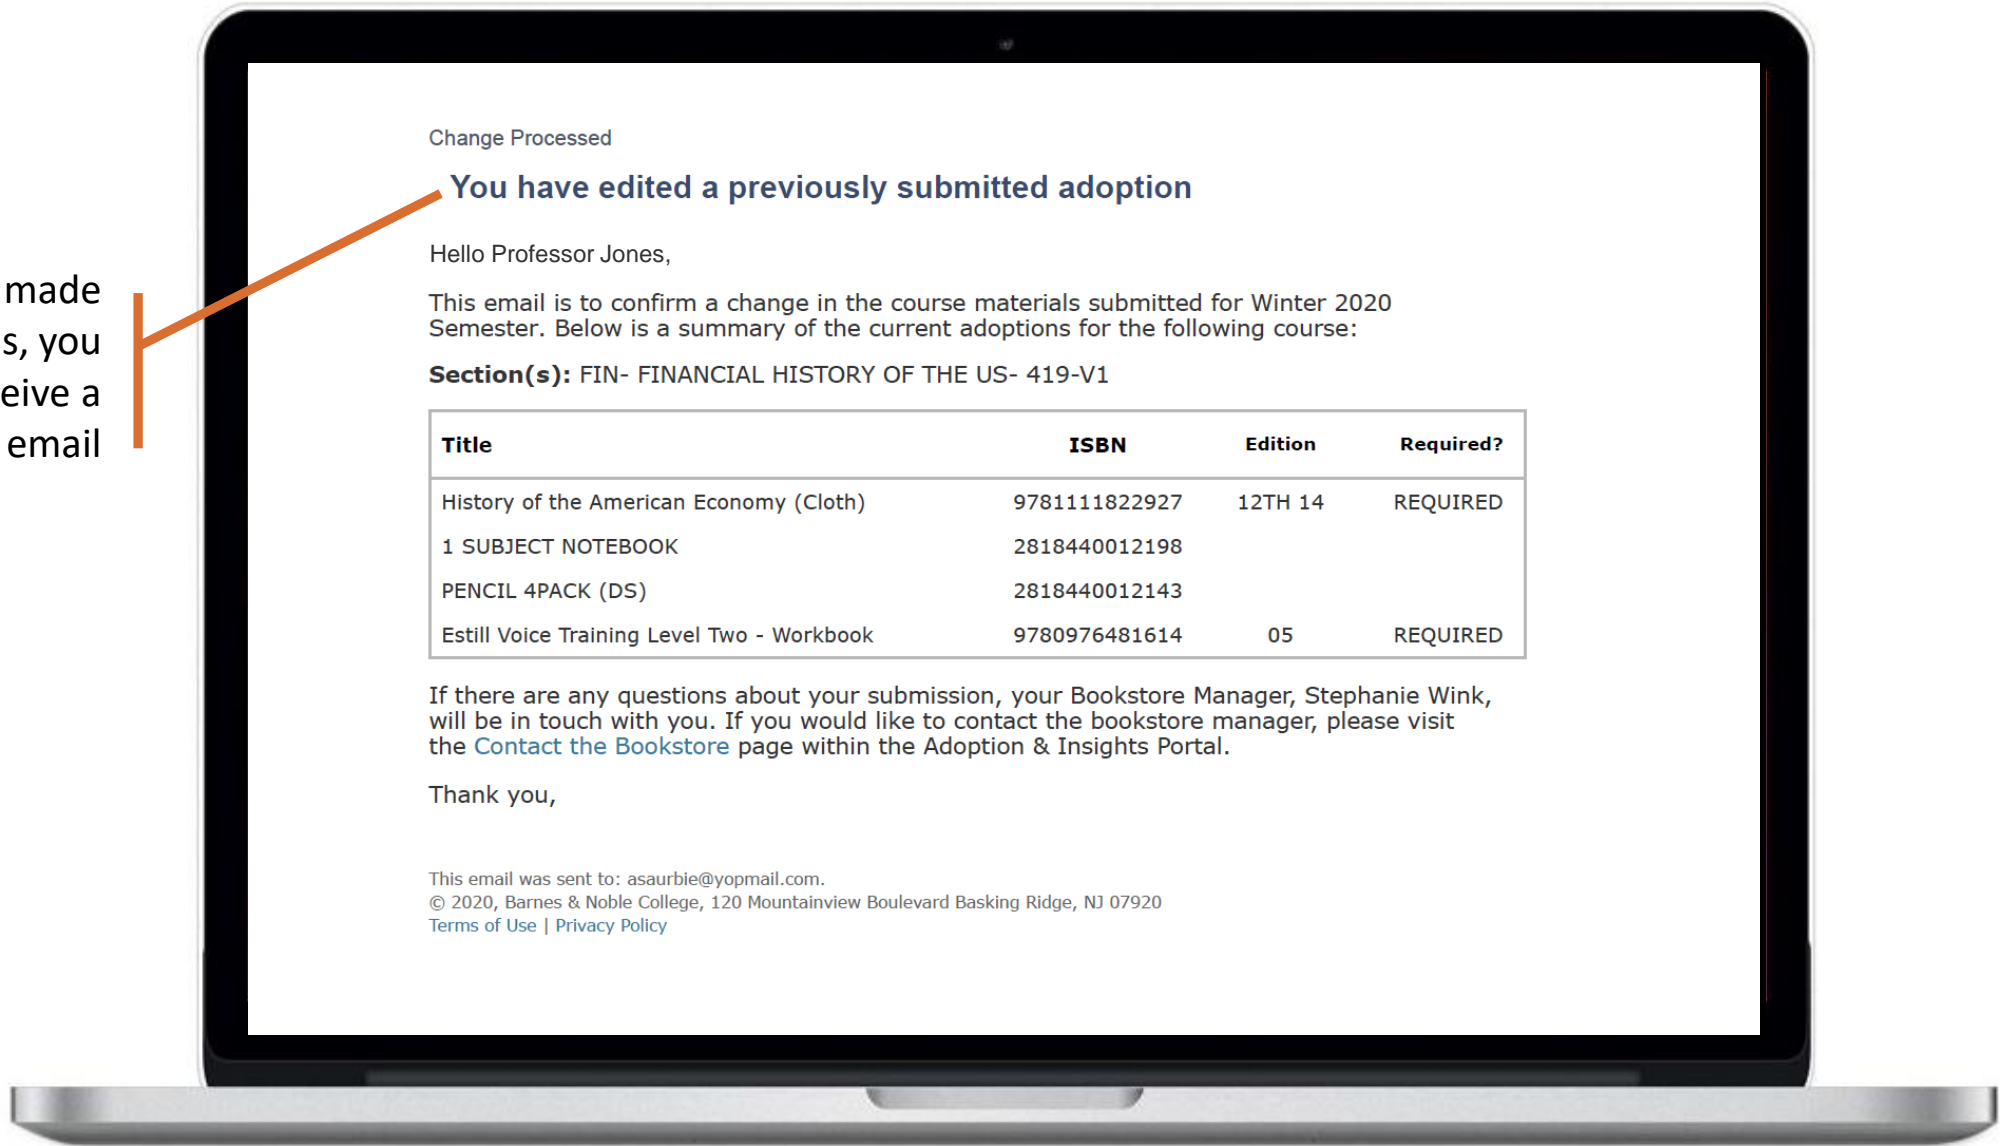 made
s, you
eive a
email
Change Processed
You have edited a previously submitted adoption
Hello Professor Jones,
This email is to confirm a change in the course materials submitted for Winter 2020
Semester. Below is a summary of the current adoptions for the following course:
Section(s): FIN- FINANCIAL HISTORY OF THE US- 419-V1
Title ISBN Edition Required?
History of the American Economy (Cloth) 9781111822927 12TH 14 REQUIRED
1 SUBJECT NOTEBOOK 2818440012198
PENCIL 4PACK (DS) 2818440012143
Estill Voice Training Level Two - Workbook 9780976481614 05 REQUIRED
If there are any questions about your submission, your Bookstore Manager, Stephanie Wink,
will be in touch with you. If you would like to contact the bookstore manager, please visit
the Contact the Bookstore page within the Adoption & Insights Portal.
Thank you,
This email was sent to: asaurbie@yopmail.com.
© 2020, Barnes & Noble College, 120 Mountainview Boulevard Basking Ridge, NJ 07920
Terms of Use | Privacy Policy